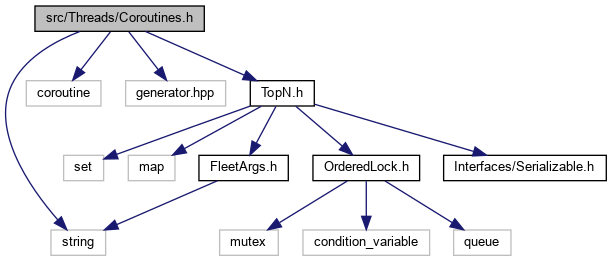 src/Threads/Coroutines.h
coroutine
generator.hpp
TopN.h
set
map
FleetArgs.h
OrderedLock.h
Interfaces/Serializable.h
string
mutex
condition_variable
queue